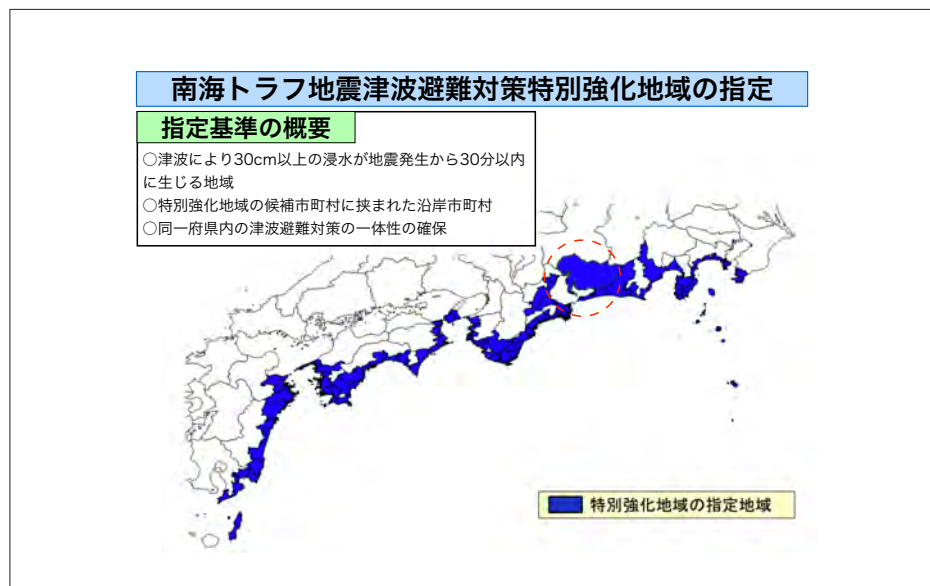 南海トラフ地震津波避難対策特別強化地域の指定
指定基準の概要
○津波により30cm以上の浸水が地震発生から30分以内
に生じる地域
○特別強化地域の候補市町村に挟まれた沿岸市町村
○同一府県内の津波避難対策の一体性の確保
特別強化地域の指定地域